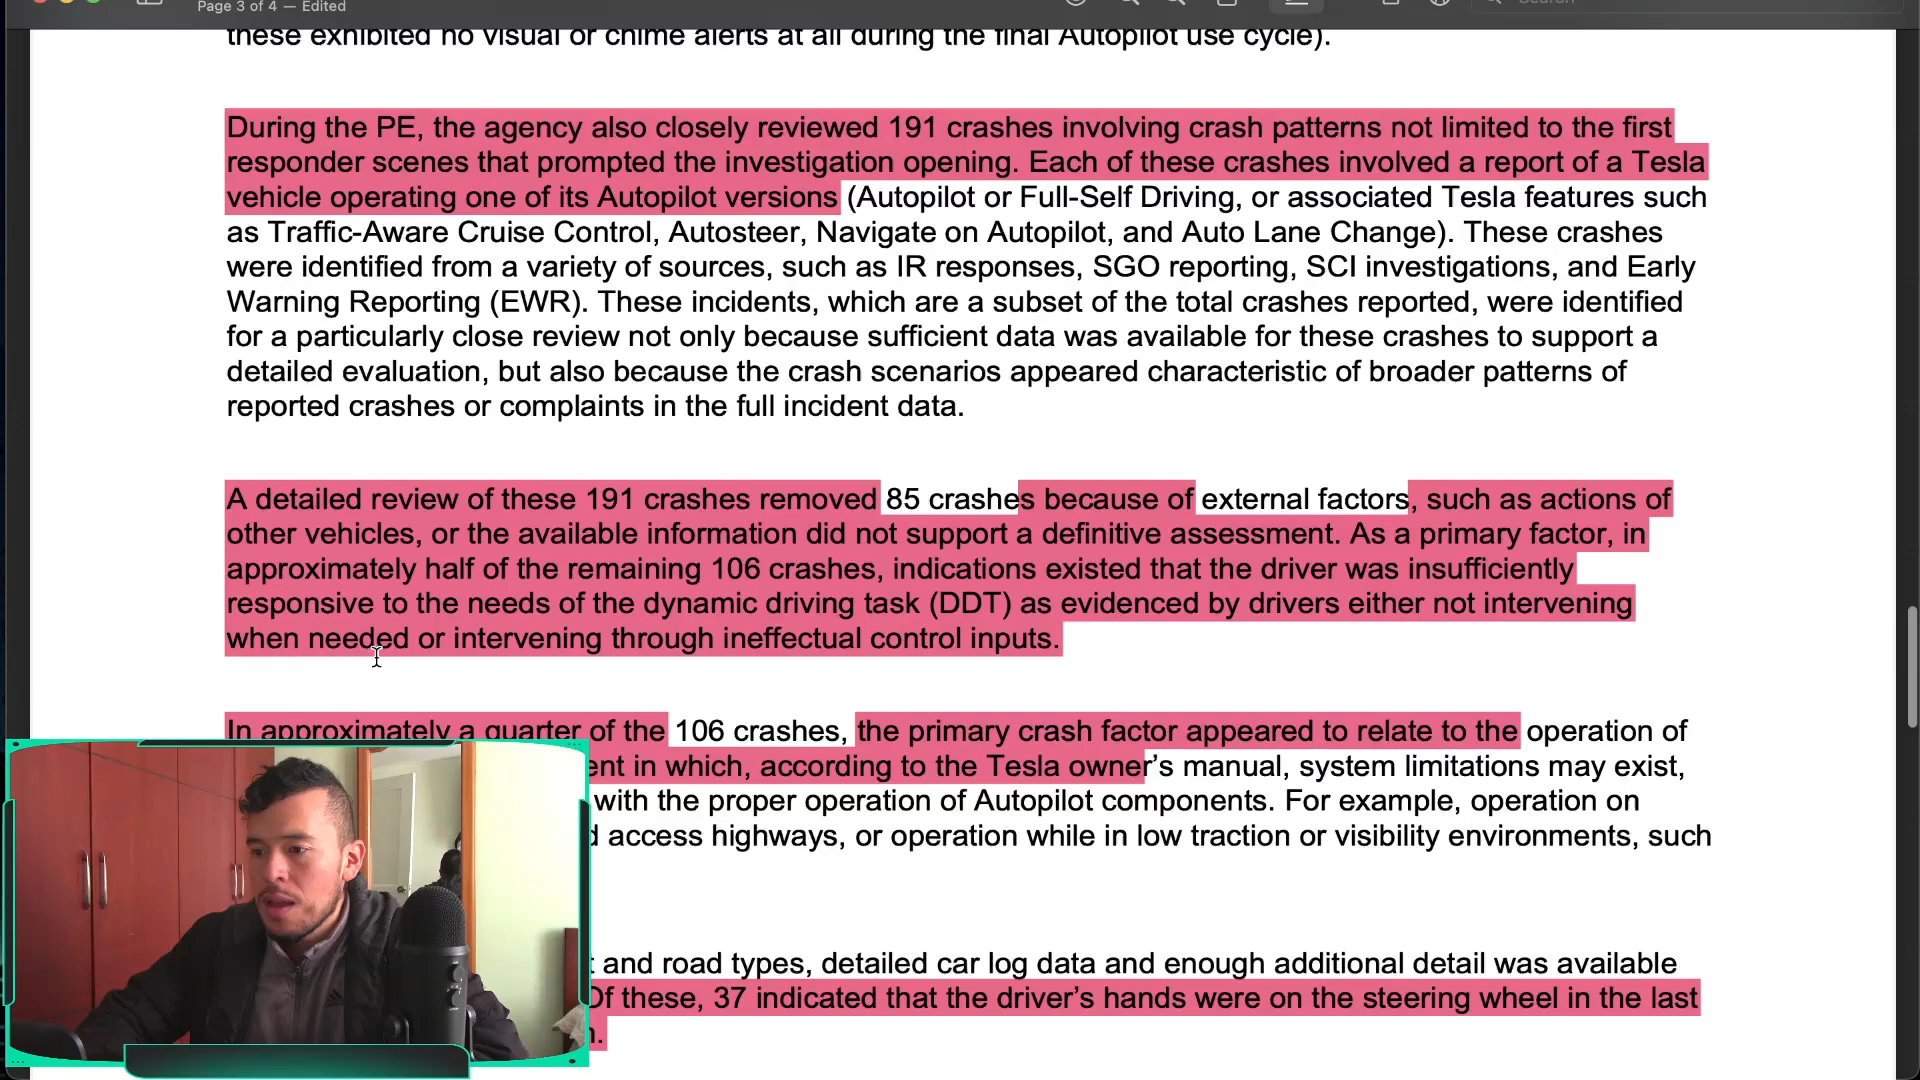 Page 3 of 4 — Edited
Search
these exhibited no visual or chime alerts at all during the final Autopilot use cycle).
During the PE, the agency also closely reviewed 191 crashes involving crash patterns not limited to the first
responder scenes that prompted the investigation opening. Each of these crashes involved a report of a Tesla
vehicle operating one of its Autopilot versions (Autopilot or Full-Self Driving, or associated Tesla features such
as Traffic-Aware Cruise Control, Autosteer, Navigate on Autopilot, and Auto Lane Change). These crashes
were identified from a variety of sources, such as IR responses, SGO reporting, SCI investigations, and Early
Warning Reporting (EWR). These incidents, which are a subset of the total crashes reported, were identified
for a particularly close review not only because sufficient data was available for these crashes to support a
detailed evaluation, but also because the crash scenarios appeared characteristic of broader patterns of
reported crashes or complaints in the full incident data.
A detailed review of these 191 crashes removed 85 crashes because of external factors, such as actions of
other vehicles, or the available information did not support a definitive assessment. As a primary factor, in
approximately half of the remaining 106 crashes, indications existed that the driver was insufficiently
responsive to the needs of the dynamic driving task (DDT) as evidenced by drivers either not intervening
when needed or intervening through ineffectual control inputs.
In approximately a quarter of the 106 crashes, the primary crash factor appeared to relate to the operation of
in which, according to the Tesla owner’s manual, system limitations may exist,
with the proper operation of Autopilot components. For example, operation on
access highways, or operation while in low traction or visibility environments, such
and road types, detailed car log data and enough additional detail was available
Of these, 37 indicated that the driver’s hands were on the steering wheel in the last